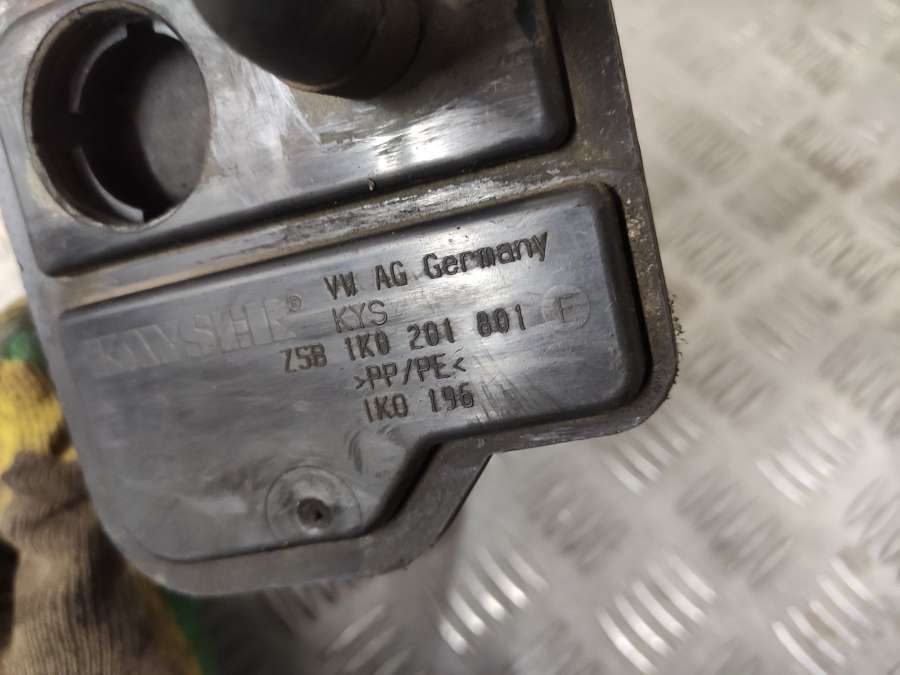 VW AG Germany
KAYSER®
KYS
ZSB 1K0 201 801 F
>PP/PE<
1K0 196